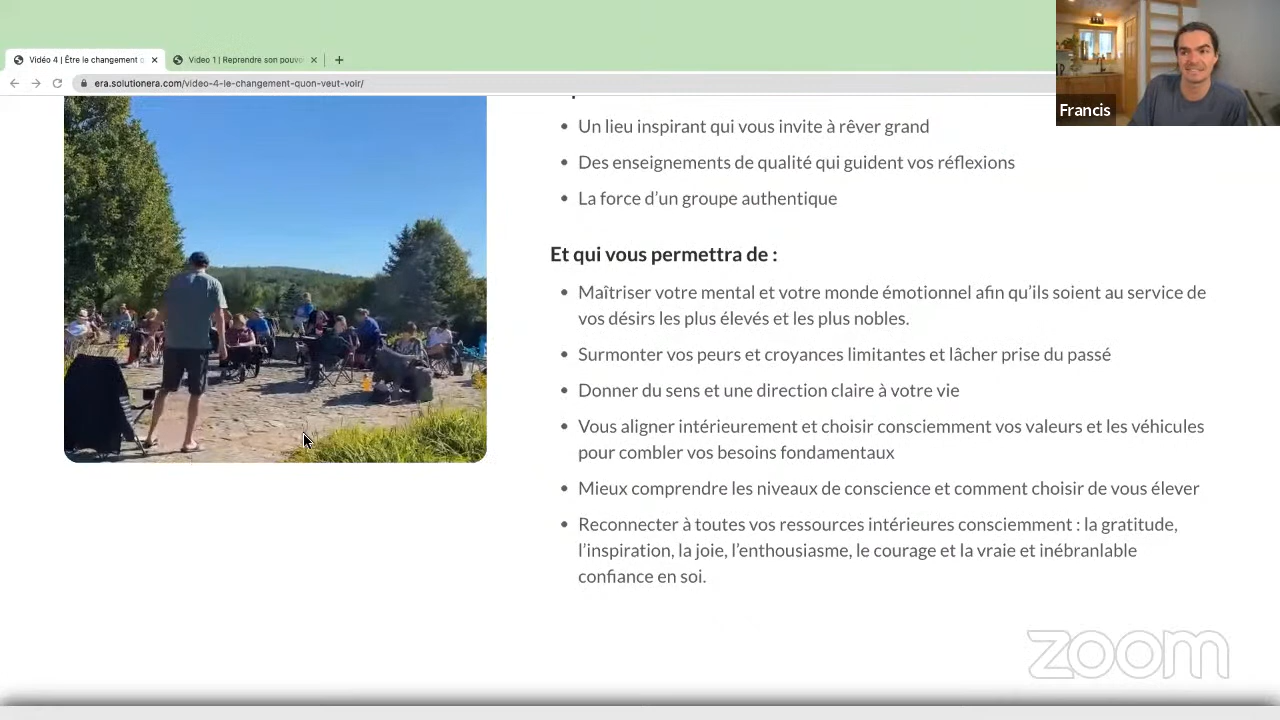 Vidéo 4 | Être le changement
Video 1 | Reprendre son pouvo
era.solutionera.com/video-4-le-changement-quon-veut-voir/
Francis
Un lieu inspirant qui vous invite à rêver grand
Des enseignements de qualité qui guident vos réflexions
La force d’un groupe authentique
Et qui vous permettra de :
Maîtriser votre mental et votre monde émotionnel afin qu’ils soient au service de
vos désirs les plus élevés et les plus nobles.
Surmonter vos peurs et croyances limitantes et lâcher prise du passé
Donner du sens et une direction claire à votre vie
Vous aligner intérieurement et choisir consciemment vos valeurs et les véhicules
pour combler vos besoins fondamentaux
Mieux comprendre les niveaux de conscience et comment choisir de vous élever
Reconnecter à toutes vos ressources intérieures consciemment : la gratitude,
l’inspiration, la joie, l’enthousiasme, le courage et la vraie et inébranlable
confiance en soi.
zoom